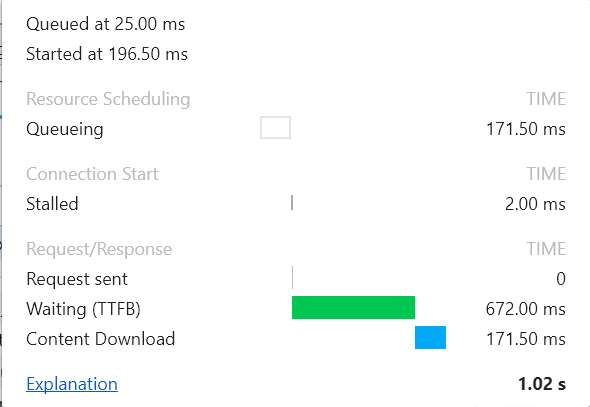 Queued at 25.00 ms
Started at 196.50 ms
Resource Scheduling TIME
Queueing 171.50 ms
Connection Start TIME
Stalled 2.00 ms
Request/Response TIME
Request sent 0
Waiting (TTFB) 672.00 ms
Content Download 171.50 ms
Explanation 1.02 s